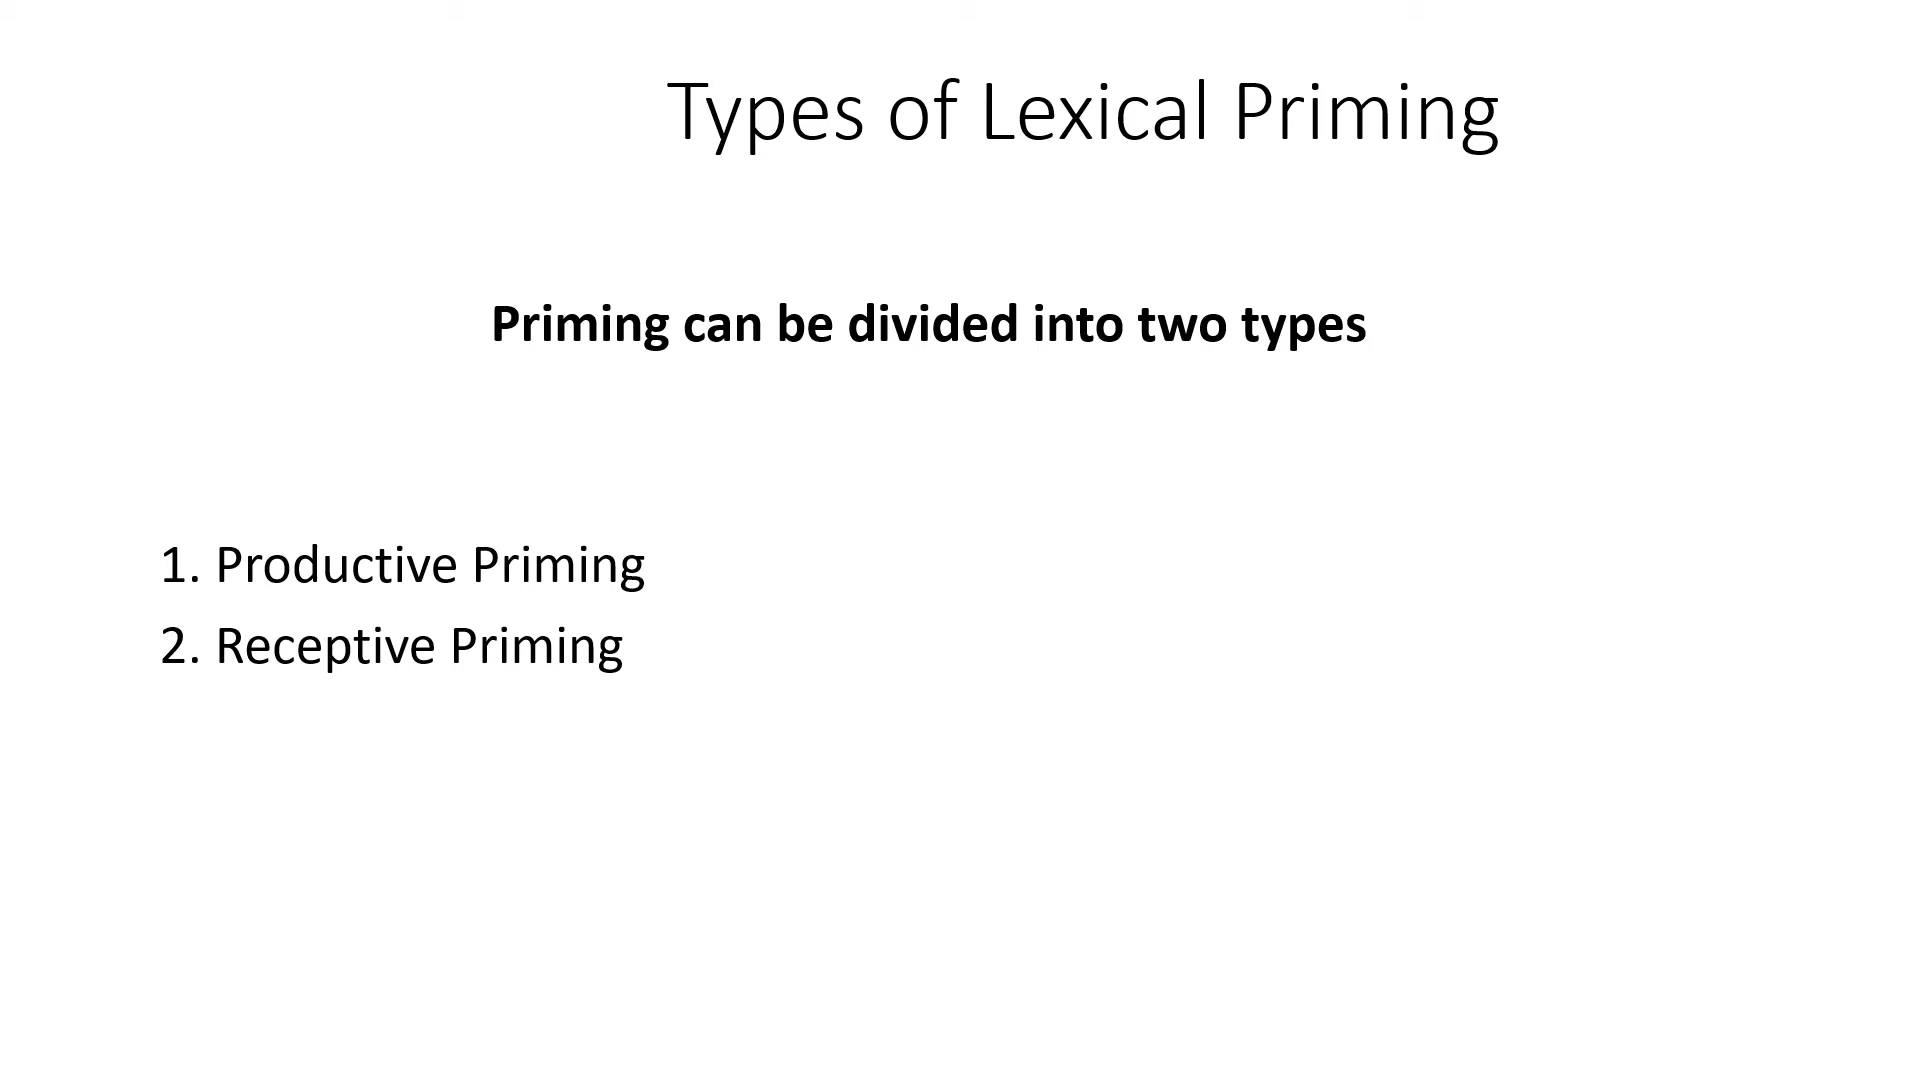 Types of Lexical Priming
Priming can be divided into two types
1. Productive Priming
2. Receptive Priming